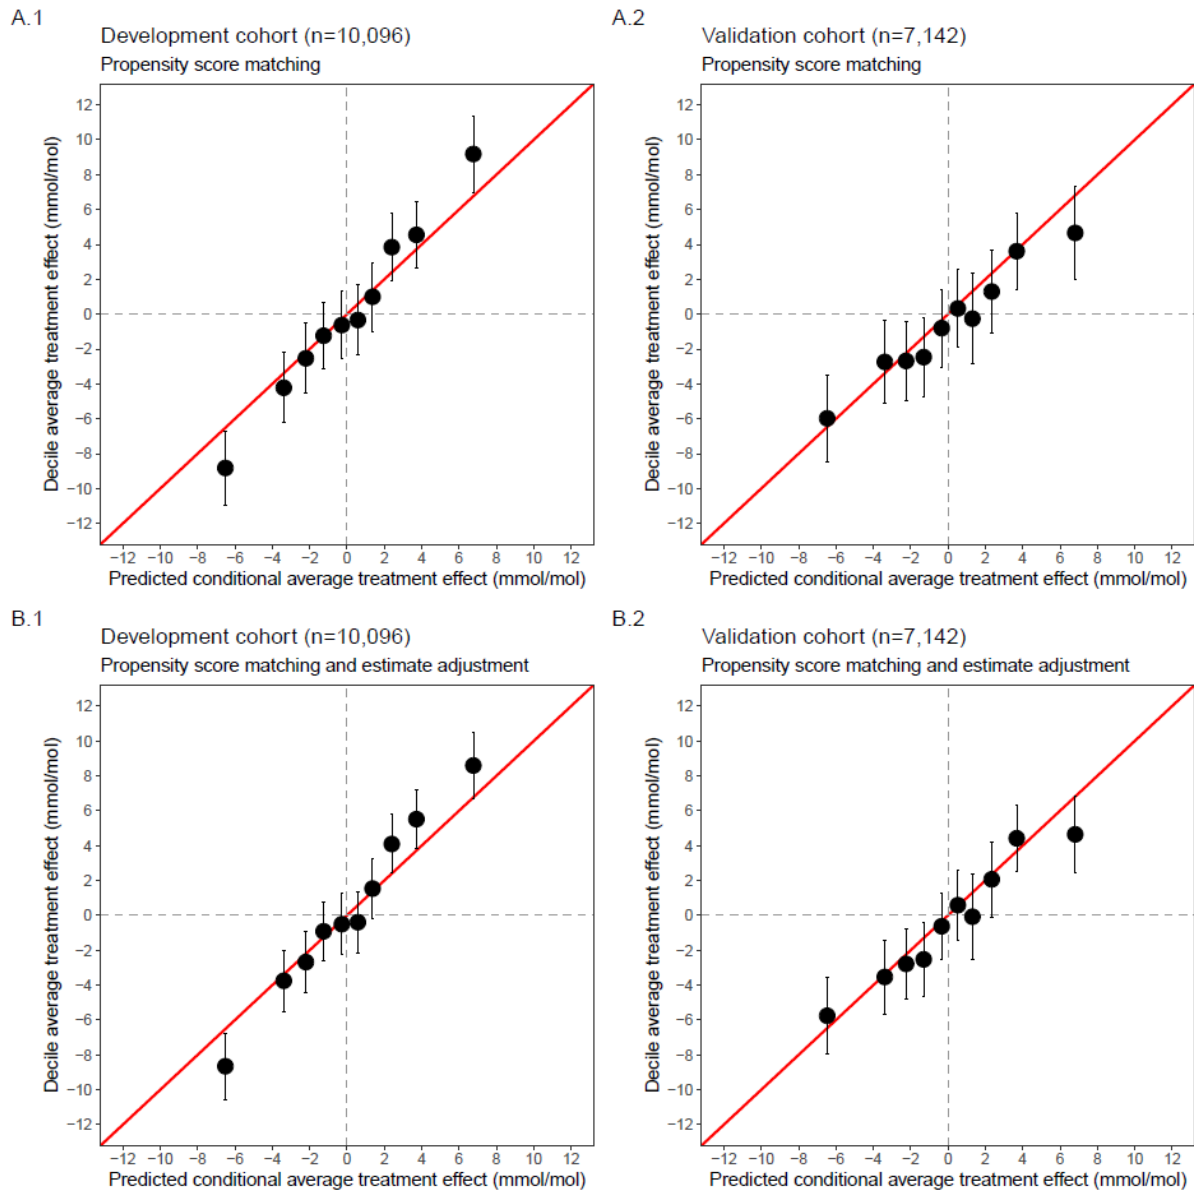 A.1
Development cohort (n=10,096)
Propensity score matching
Decile average treatment effect (mmol/mol)
12
10
8
6
4
2
0
−2
−4
−6
−8
−10
−12
−12 −10 −8 −6 −4 −2 0 2 4 6 8 10 12
Predicted conditional average treatment effect (mmol/mol)
A.2
Validation cohort (n=7,142)
Propensity score matching
Decile average treatment effect (mmol/mol)
12
10
8
6
4
2
0
−2
−4
−6
−8
−10
−12
−12 −10 −8 −6 −4 −2 0 2 4 6 8 10 12
Predicted conditional average treatment effect (mmol/mol)
B.1
Development cohort (n=10,096)
Propensity score matching and estimate adjustment
Decile average treatment effect (mmol/mol)
12
10
8
6
4
2
0
−2
−4
−6
−8
−10
−12
−12 −10 −8 −6 −4 −2 0 2 4 6 8 10 12
Predicted conditional average treatment effect (mmol/mol)
B.2
Validation cohort (n=7,142)
Propensity score matching and estimate adjustment
Decile average treatment effect (mmol/mol)
12
10
8
6
4
2
0
−2
−4
−6
−8
−10
−12
−12 −10 −8 −6 −4 −2 0 2 4 6 8 10 12
Predicted conditional average treatment effect (mmol/mol)